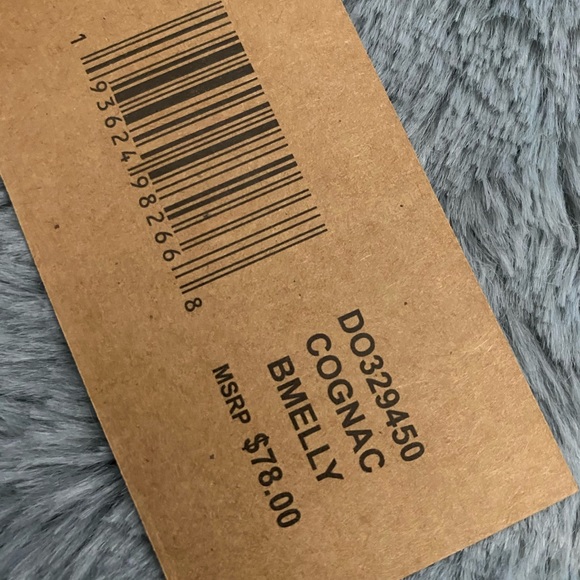 1 93624 98266 8
DO329450
COGNAC
BMELLY
MSRP $78.00